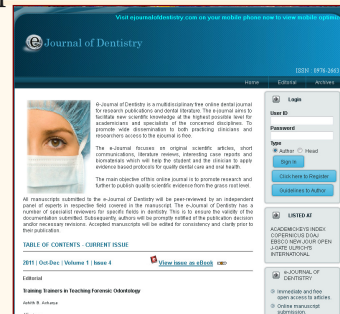 Visit ejournalofdentistry.com on your mobile phone now to view mobile optimi
e Journal of Dentistry
ISSN : 0976-2663
Home Editorial Archives
e-Journal of Dentistry is a multidisciplinary free online dental journal
for research publications and dental literature. The e-journal aims to
facilitate new scientific knowledge at the highest possible level for
academicians and specialists of the concerned disciplines. To
promote wide dissemination to both practicing clinicians and
researchers access to the ejournal is free.
The e-journal focuses on original scientific articles, short
communications, literature reviews, interesting case reports and
biomaterials which will help the student and the clinician to apply
evidence based protocols for quality dental care and oral health.
The main objective of this online journal is to promote research and
further to publish quality scientific evidence from the grass root level.
All manuscripts submitted to the e-Journal of Dentistry will be peer-reviewed by an independent
panel of experts in respective field covered in the manuscript. The e-Journal of Dentistry has a
number of specialist reviewers for specific fields in dentistry. This is to ensure the validity of the
documentation submitted. Subsequently, authors will be promptly notified of the publication decision
and/or necessary revisions. Accepted manuscripts will be edited for consistency and clarity prior to
their publication.
TABLE OF CONTENTS - CURRENT ISSUE
2011 | Oct-Dec | Volume 1 | Issue 4 View issue as eBook
Editorial
Training Trainers in Teaching Forensic Odontology
Ashith B. Acharya
Login
User ID
Password
Type
Author Head
Sign In
Click here to Register
Guidelines to Author
LISTED AT
ACADEMICKEYS INDEX
COPERNICUS DOAJ
EBSCO NEW JOUR OPEN
J-GATE ULRICHS
INTERNATIONAL
e-JOURNAL OF
DENTISTRY
Immediate and free
open access to articles.
Online manuscript
submission.